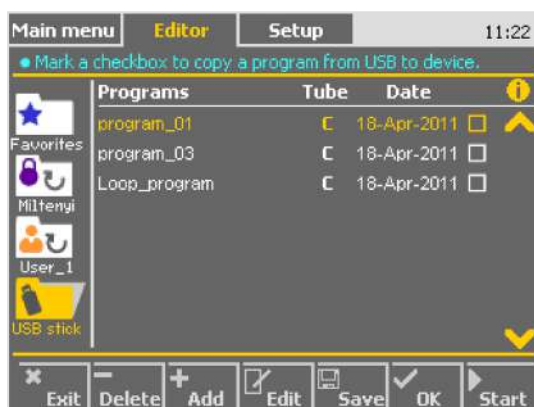 Main menu Editor Setup 11:22
Mark a checkbox to copy a program from USB to device.
Programs Tube Date i
Favorites
program_01 C 18-Apr-2011
program_03 C 18-Apr-2011
Miltenyi
Loop_program C 18-Apr-2011
User_1
USB stick
Exit Delete Add Edit Save OK Start